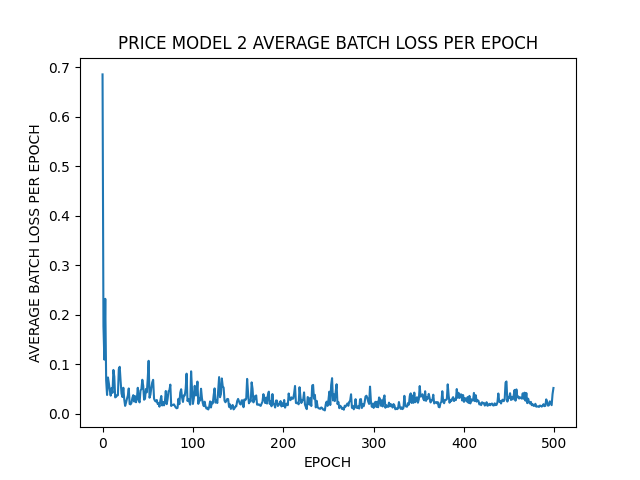 PRICE MODEL 2 AVERAGE BATCH LOSS PER EPOCH
AVERAGE BATCH LOSS PER EPOCH
0.7
0.6
0.5
0.4
0.3
0.2
0.1
0.0
0 100 200 300 400 500
EPOCH